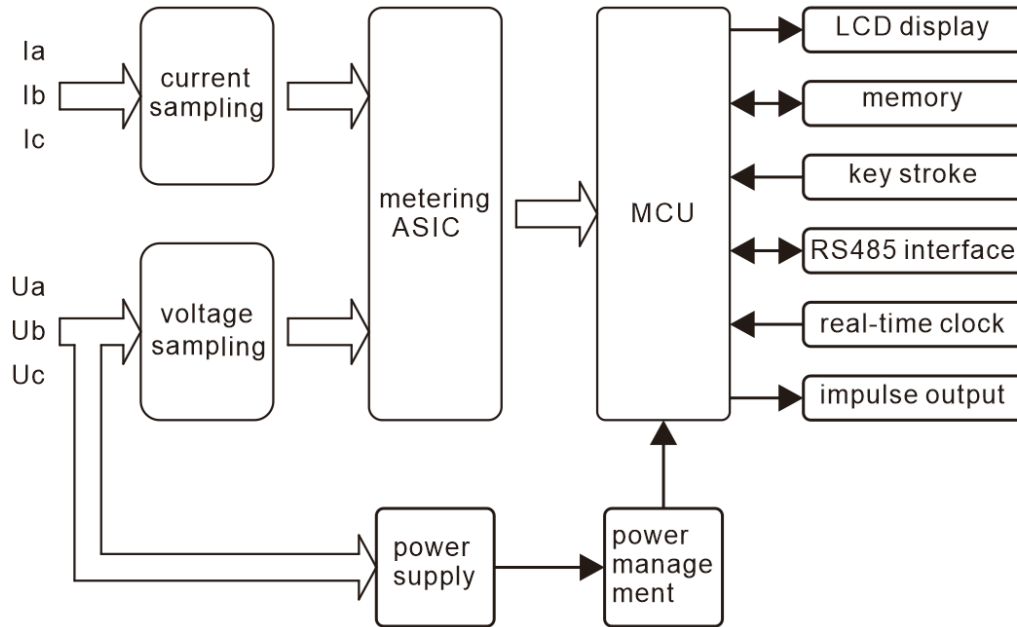 Ia
Ib
Ic
current
sampling
Ua
Ub
Uc
voltage
sampling
metering
ASIC
MCU
LCD display
memory
key stroke
RS485 interface
real-time clock
impulse output
power
supply
power
manage
ment